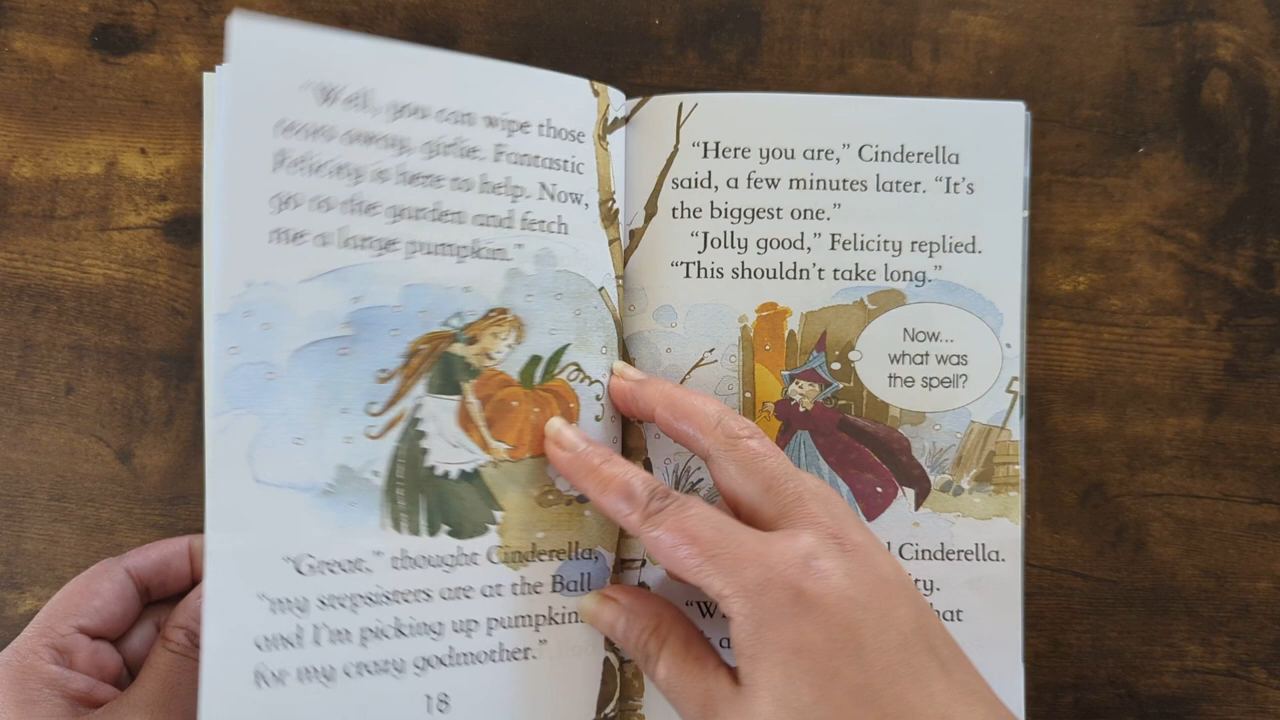 "Well, you can wipe those
tears away, girlie. Fantastic
Felicity is here to help. Now,
go to the garden and fetch
me a large pumpkin."
"Great," thought Cinderella,
"my stepsisters are at the Ball
and I'm picking up pumpkin
for my crazy godmother."
18
"Here you are," Cinderella
said, a few minutes later. "It's
the biggest one."
"Jolly good," Felicity replied.
"This shouldn't take long."
Now...
what was
the spell?
Cinderella.